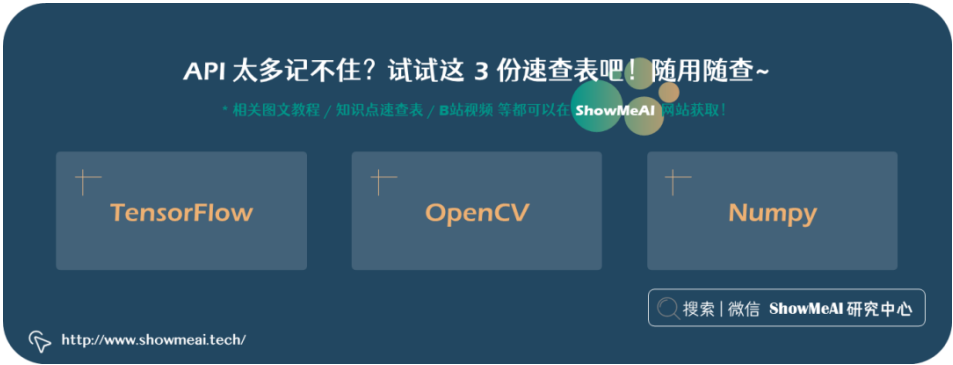 API 太多记不住？试试这 3 份速查表吧！随用随查~
* 相关图文教程 / 知识点速查表 / B站视频 等都可以在 ShowMeAI 网站获取！
TensorFlow
OpenCV
Numpy
搜索 | 微信 ShowMeAI 研究中心
http://www.showmeai.tech/